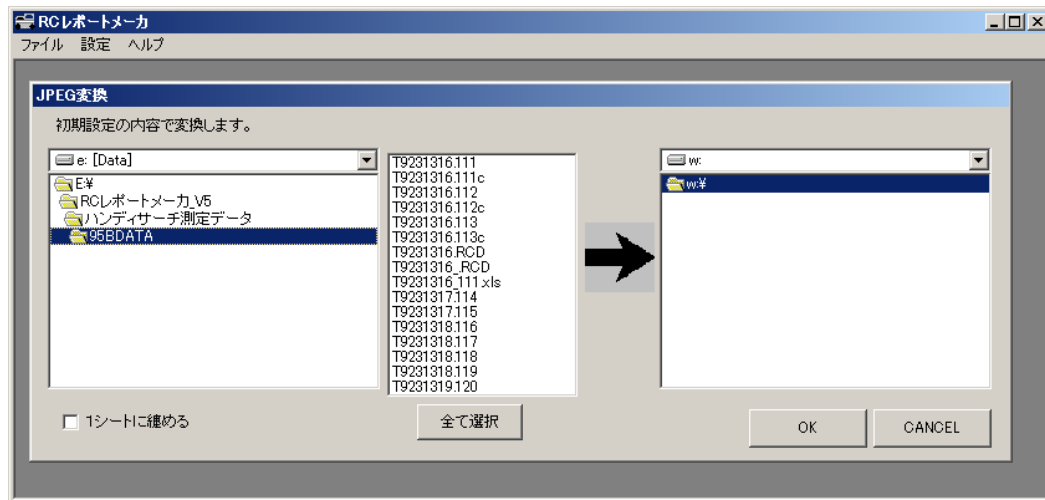 RCレポートメーカ
ファイル 設定 ヘルプ
JPEG変換
初期設定の内容で変換します。
e: [Data]
E:¥
RCレポートメーカ_V5
ハンディサーチ測定データ
95BDATA
T9231316.111
T9231316.111c
T9231316.112
T9231316.112c
T9231316.113
T9231316.113c
T9231316.RCD
T9231316_.RCD
T9231316_111.xls
T9231317.114
T9231317.115
T9231318.116
T9231318.117
T9231318.118
T9231318.119
T9231319.120
w:
w:¥
1シートに纏める
全て選択
OK
CANCEL